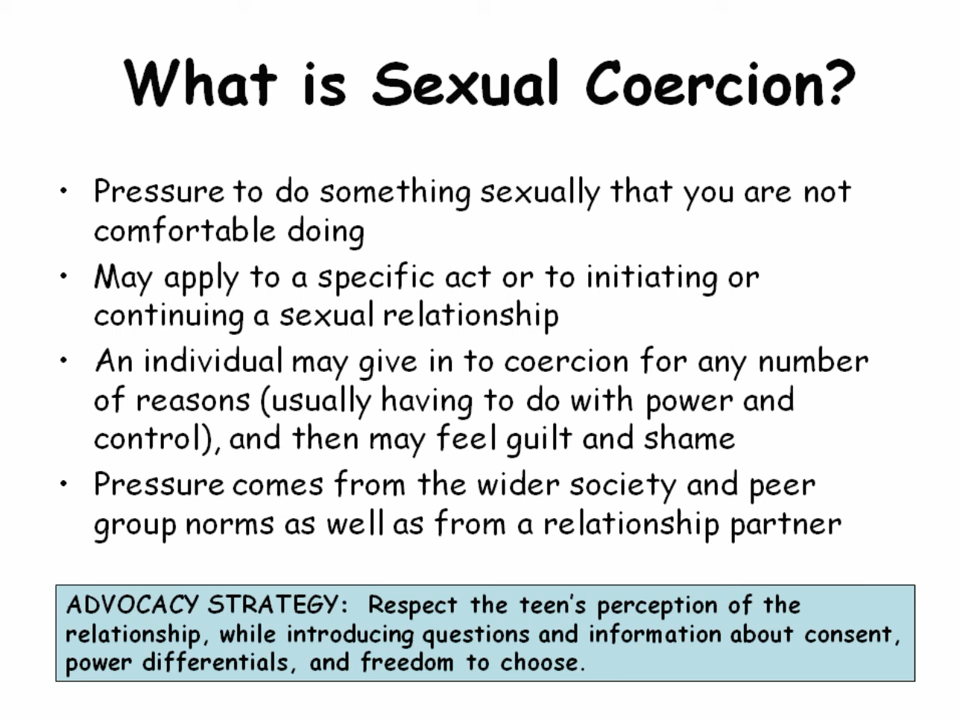 What is Sexual Coercion?
• Pressure to do something sexually that you are not
comfortable doing
• May apply to a specific act or to initiating or
continuing a sexual relationship
• An individual may give in to coercion for any number
of reasons (usually having to do with power and
control), and then may feel guilt and shame
• Pressure comes from the wider society and peer
group norms as well as from a relationship partner
ADVOCACY STRATEGY: Respect the teen's perception of the
relationship, while introducing questions and information about consent,
power differentials, and freedom to choose.